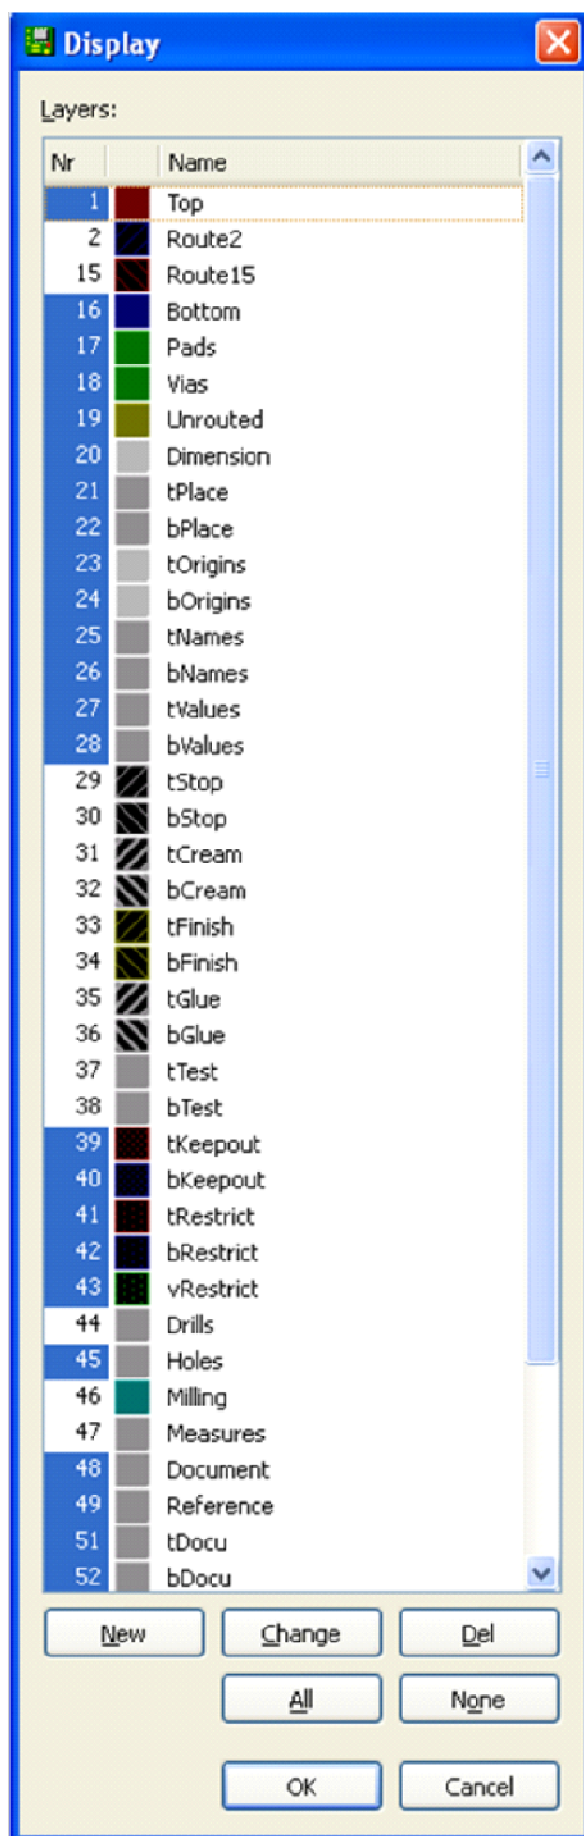 Display
Layers:
Nr Name
1 Top
2 Route2
15 Route15
16 Bottom
17 Pads
18 Vias
19 Unrouted
20 Dimension
21 tPlace
22 bPlace
23 tOrigins
24 bOrigins
25 tNames
26 bNames
27 tValues
28 bValues
29 tStop
30 bStop
31 tCream
32 bCream
33 tFinish
34 bFinish
35 tGlue
36 bGlue
37 tTest
38 bTest
39 tKeepout
40 bKeepout
41 tRestrict
42 bRestrict
43 vRestrict
44 Drills
45 Holes
46 Milling
47 Measures
48 Document
49 Reference
51 tDocu
52 bDocu
New Change Del
All None
OK Cancel